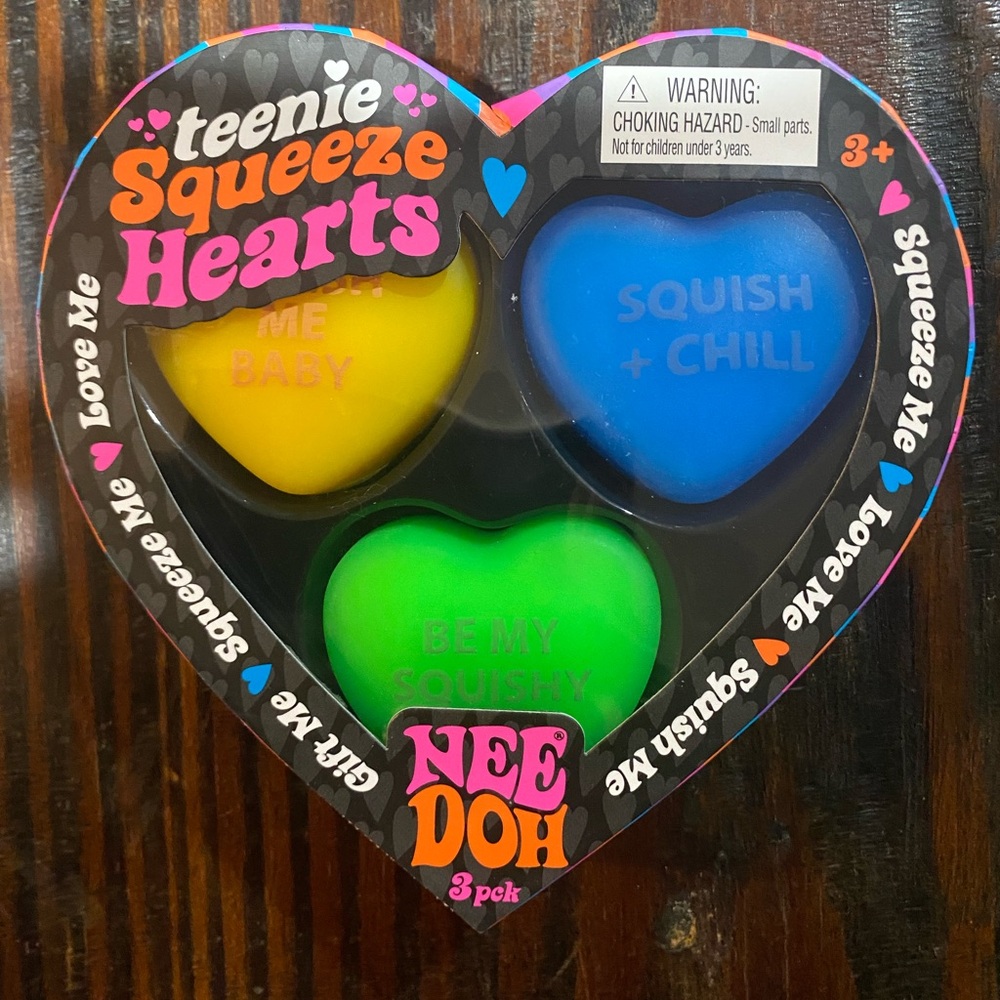 teenie
Squeeze
Hearts
WARNING:
CHOKING HAZARD - Small parts.
Not for children under 3 years.
3+
ME
BABY
SQUISH
+ CHILL
BE MY
SQUISHY
Love Me
Squeeze Me
Gift Me
Squeeze Me
Love Me
Squish Me
NEE®
DOH
3 pck